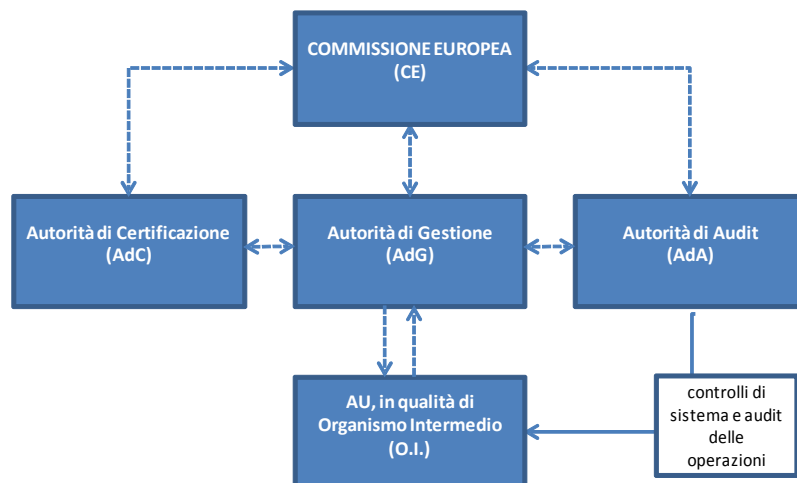 COMMISSIONE EUROPEA
(CE)
Autorità di Certificazione
(AdC)
Autorità di Gestione
(AdG)
Autorità di Audit
(AdA)
AU, in qualità di
Organismo Intermedio
(O.I.)
controlli di
sistema e audit
delle
operazioni